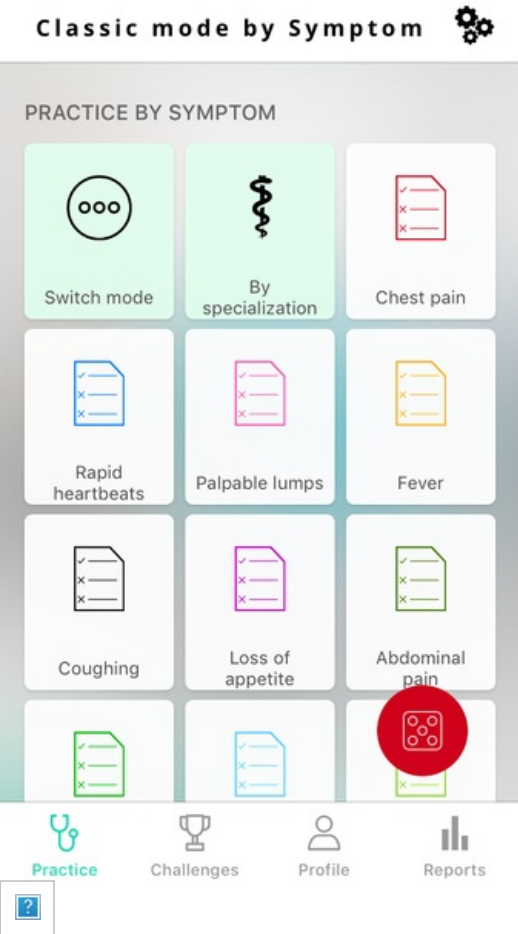 Classic mode by Symptom
PRACTICE BY SYMPTOM
Switch mode
By
specialization
Chest pain
Rapid
heartbeats
Palpable lumps
Fever
Coughing
Loss of
appetite
Abdominal
pain
Practice
Challenges
Profile
Reports
?